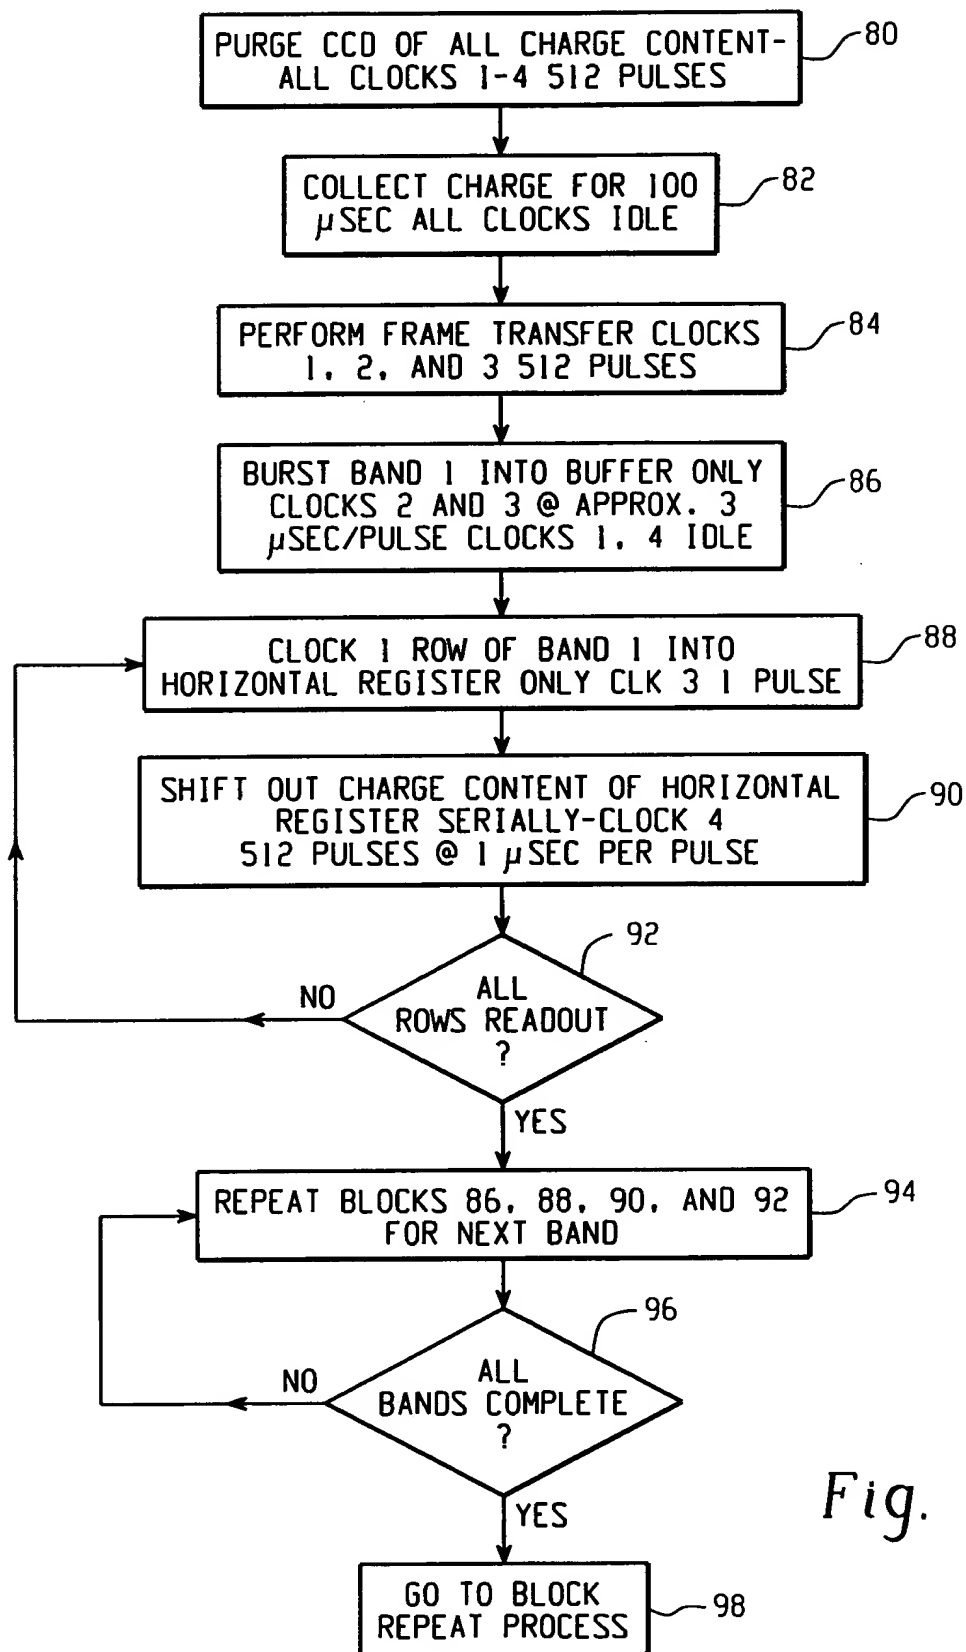 PURGE CCD OF ALL CHARGE CONTENT-
ALL CLOCKS 1-4 512 PULSES
80
COLLECT CHARGE FOR 100
µSEC ALL CLOCKS IDLE
82
PERFORM FRAME TRANSFER CLOCKS
1, 2, AND 3 512 PULSES
84
BURST BAND 1 INTO BUFFER ONLY
CLOCKS 2 AND 3 @ APPROX. 3
µSEC/PULSE CLOCKS 1, 4 IDLE
86
CLOCK 1 ROW OF BAND 1 INTO
HORIZONTAL REGISTER ONLY CLK 3 1 PULSE
88
SHIFT OUT CHARGE CONTENT OF HORIZONTAL
REGISTER SERIALLY-CLOCK 4
512 PULSES @ 1 µSEC PER PULSE
90
ALL
ROWS READOUT
?
92
NO
YES
REPEAT BLOCKS 86, 88, 90, AND 92
FOR NEXT BAND
94
ALL
BANDS COMPLETE
?
96
NO
YES
GO TO BLOCK
REPEAT PROCESS
98
Fig.